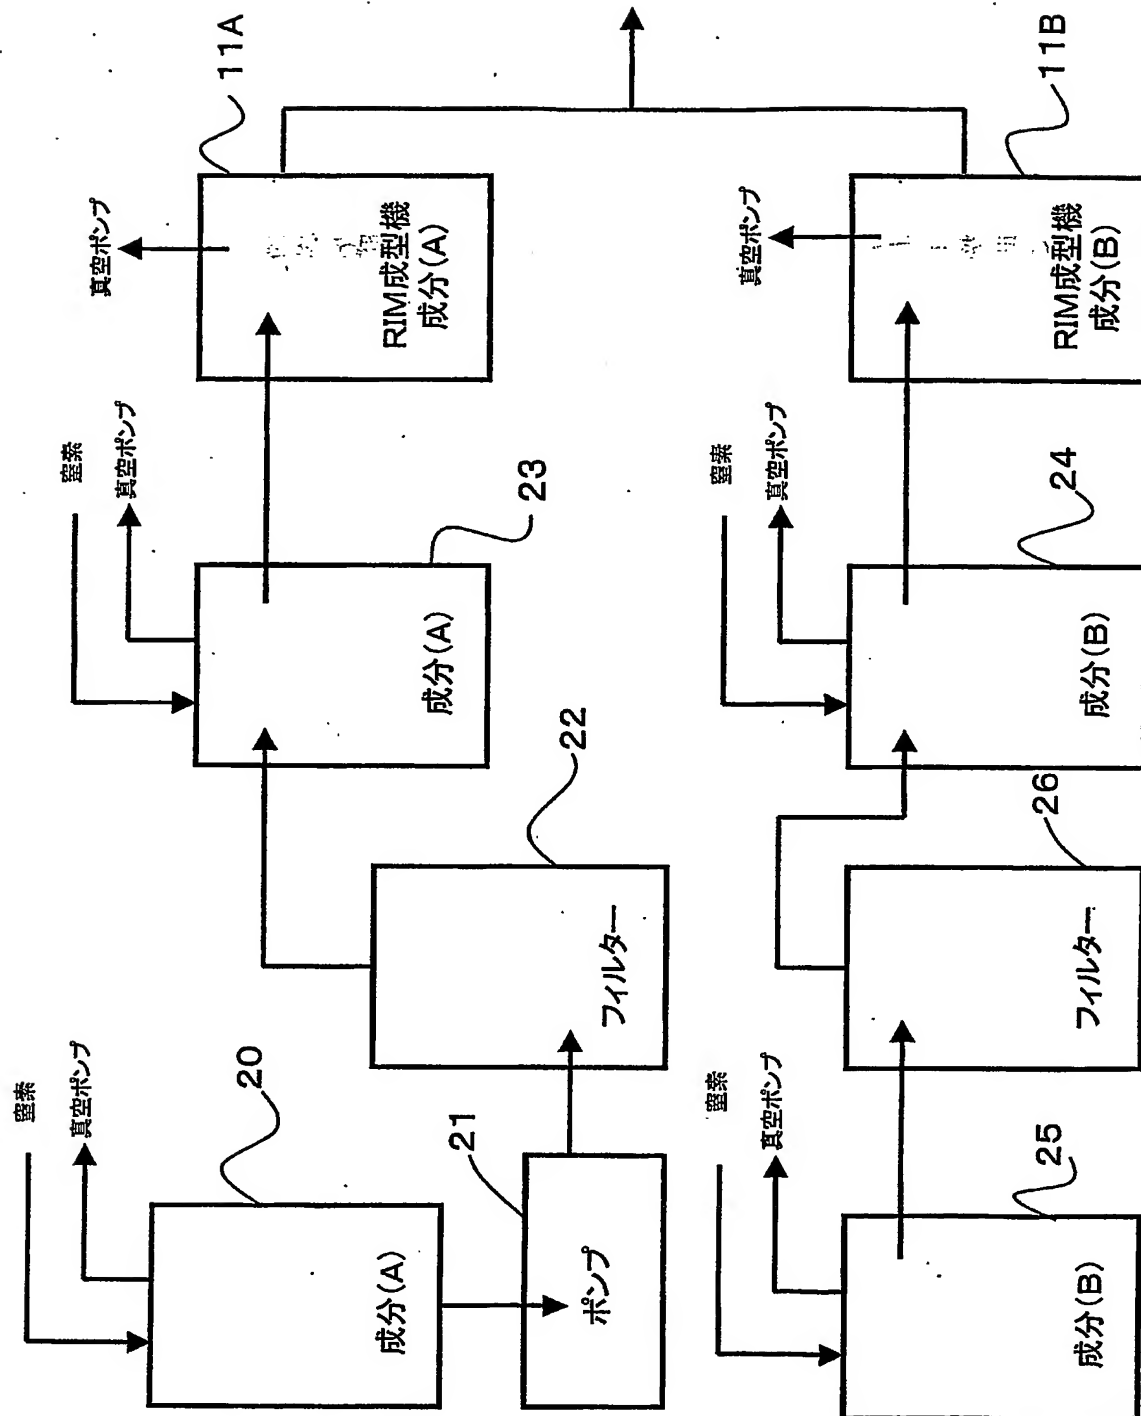 窒素
真空ポンプ
20
成分(A)
21
ポンプ
22
フィルター
窒素
真空ポンプ
23
成分(A)
真空ポンプ
11A
RIM成型機
成分(A)
窒素
真空ポンプ
25
成分(B)
26
フィルター
窒素
真空ポンプ
24
成分(B)
真空ポンプ
11B
RIM成型機
成分(B)